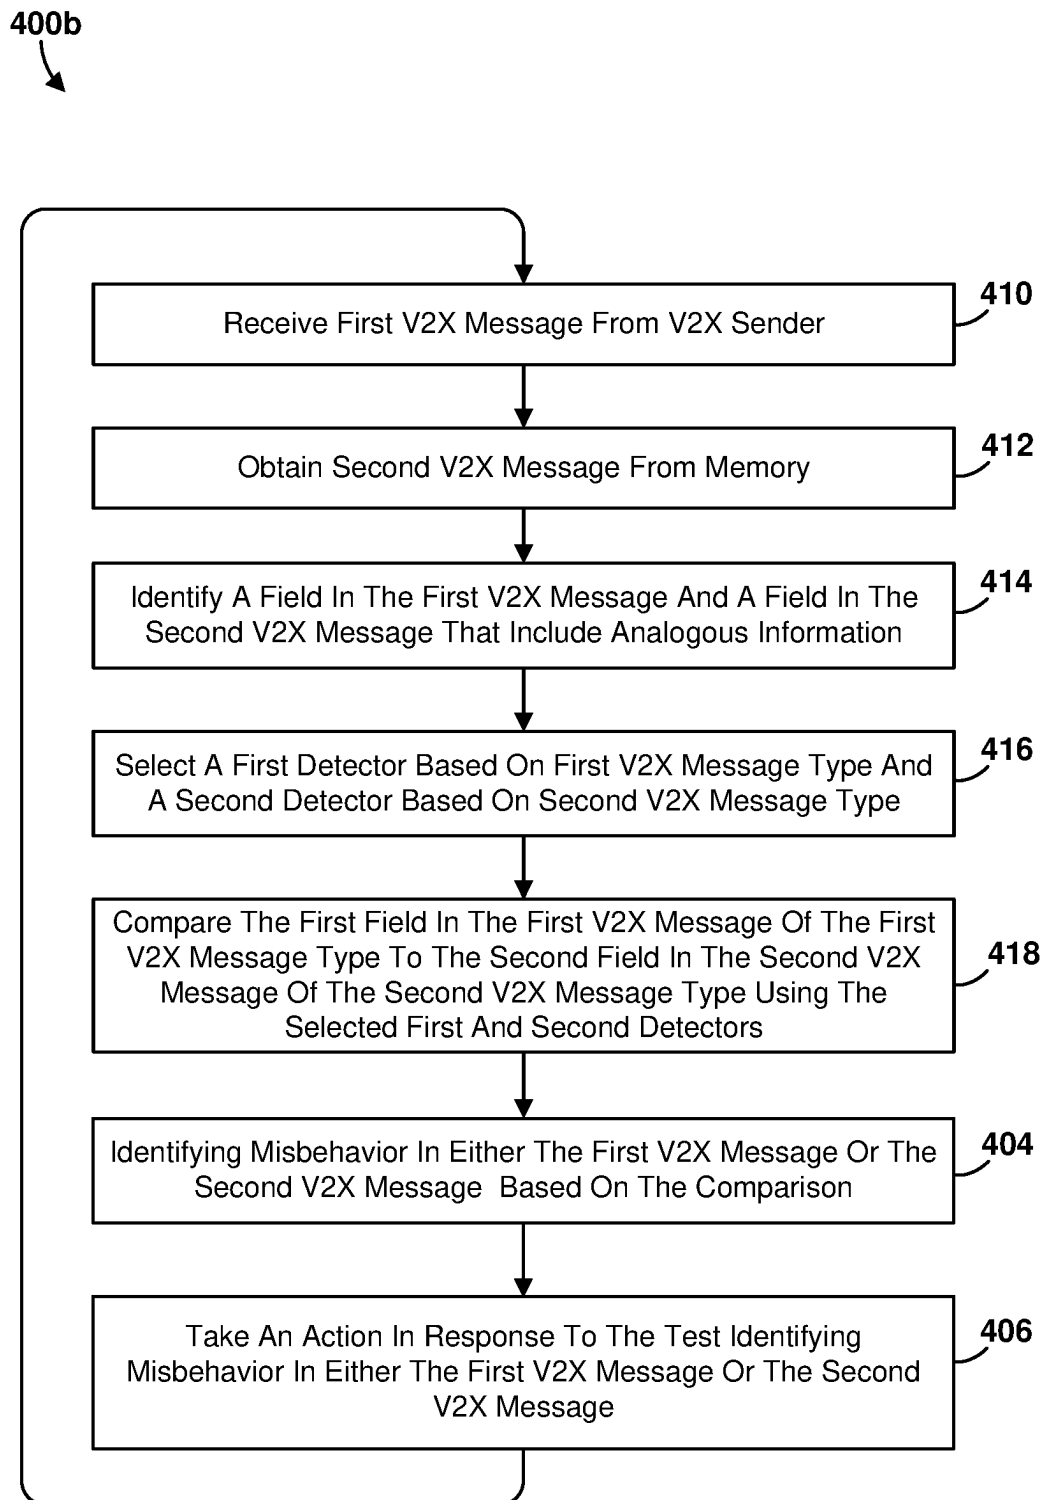 400b
Receive First V2X Message From V2X Sender
410
Obtain Second V2X Message From Memory
412
Identify A Field In The First V2X Message And A Field In The
Second V2X Message That Include Analogous Information
414
Select A First Detector Based On First V2X Message Type And
A Second Detector Based On Second V2X Message Type
416
Compare The First Field In The First V2X Message Of The First
V2X Message Type To The Second Field In The Second V2X
Message Of The Second V2X Message Type Using The
Selected First And Second Detectors
418
Identifying Misbehavior In Either The First V2X Message Or The
Second V2X Message  Based On The Comparison
404
Take An Action In Response To The Test Identifying
Misbehavior In Either The First V2X Message Or The Second
V2X Message
406